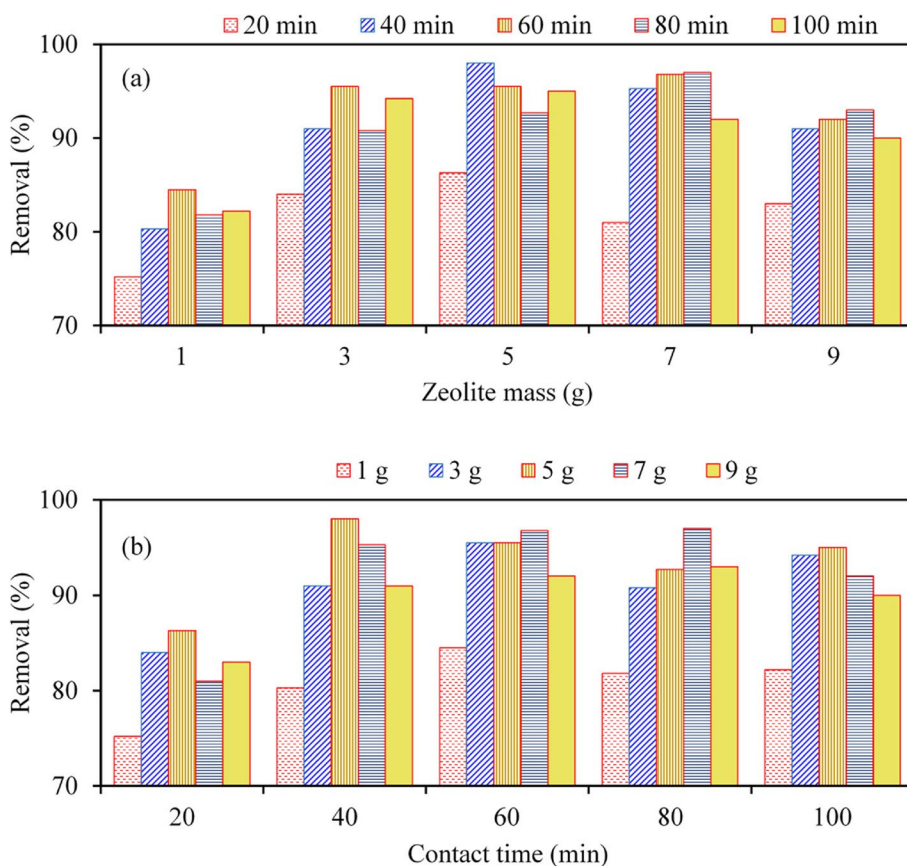 20 min 40 min 60 min 80 min 100 min
100
(a)
90
80
70
Removal (%)
1 3 5 7 9
Zeolite mass (g)
1 g 3 g 5 g 7 g 9 g
100
(b)
90
80
70
Removal (%)
20 40 60 80 100
Contact time (min)